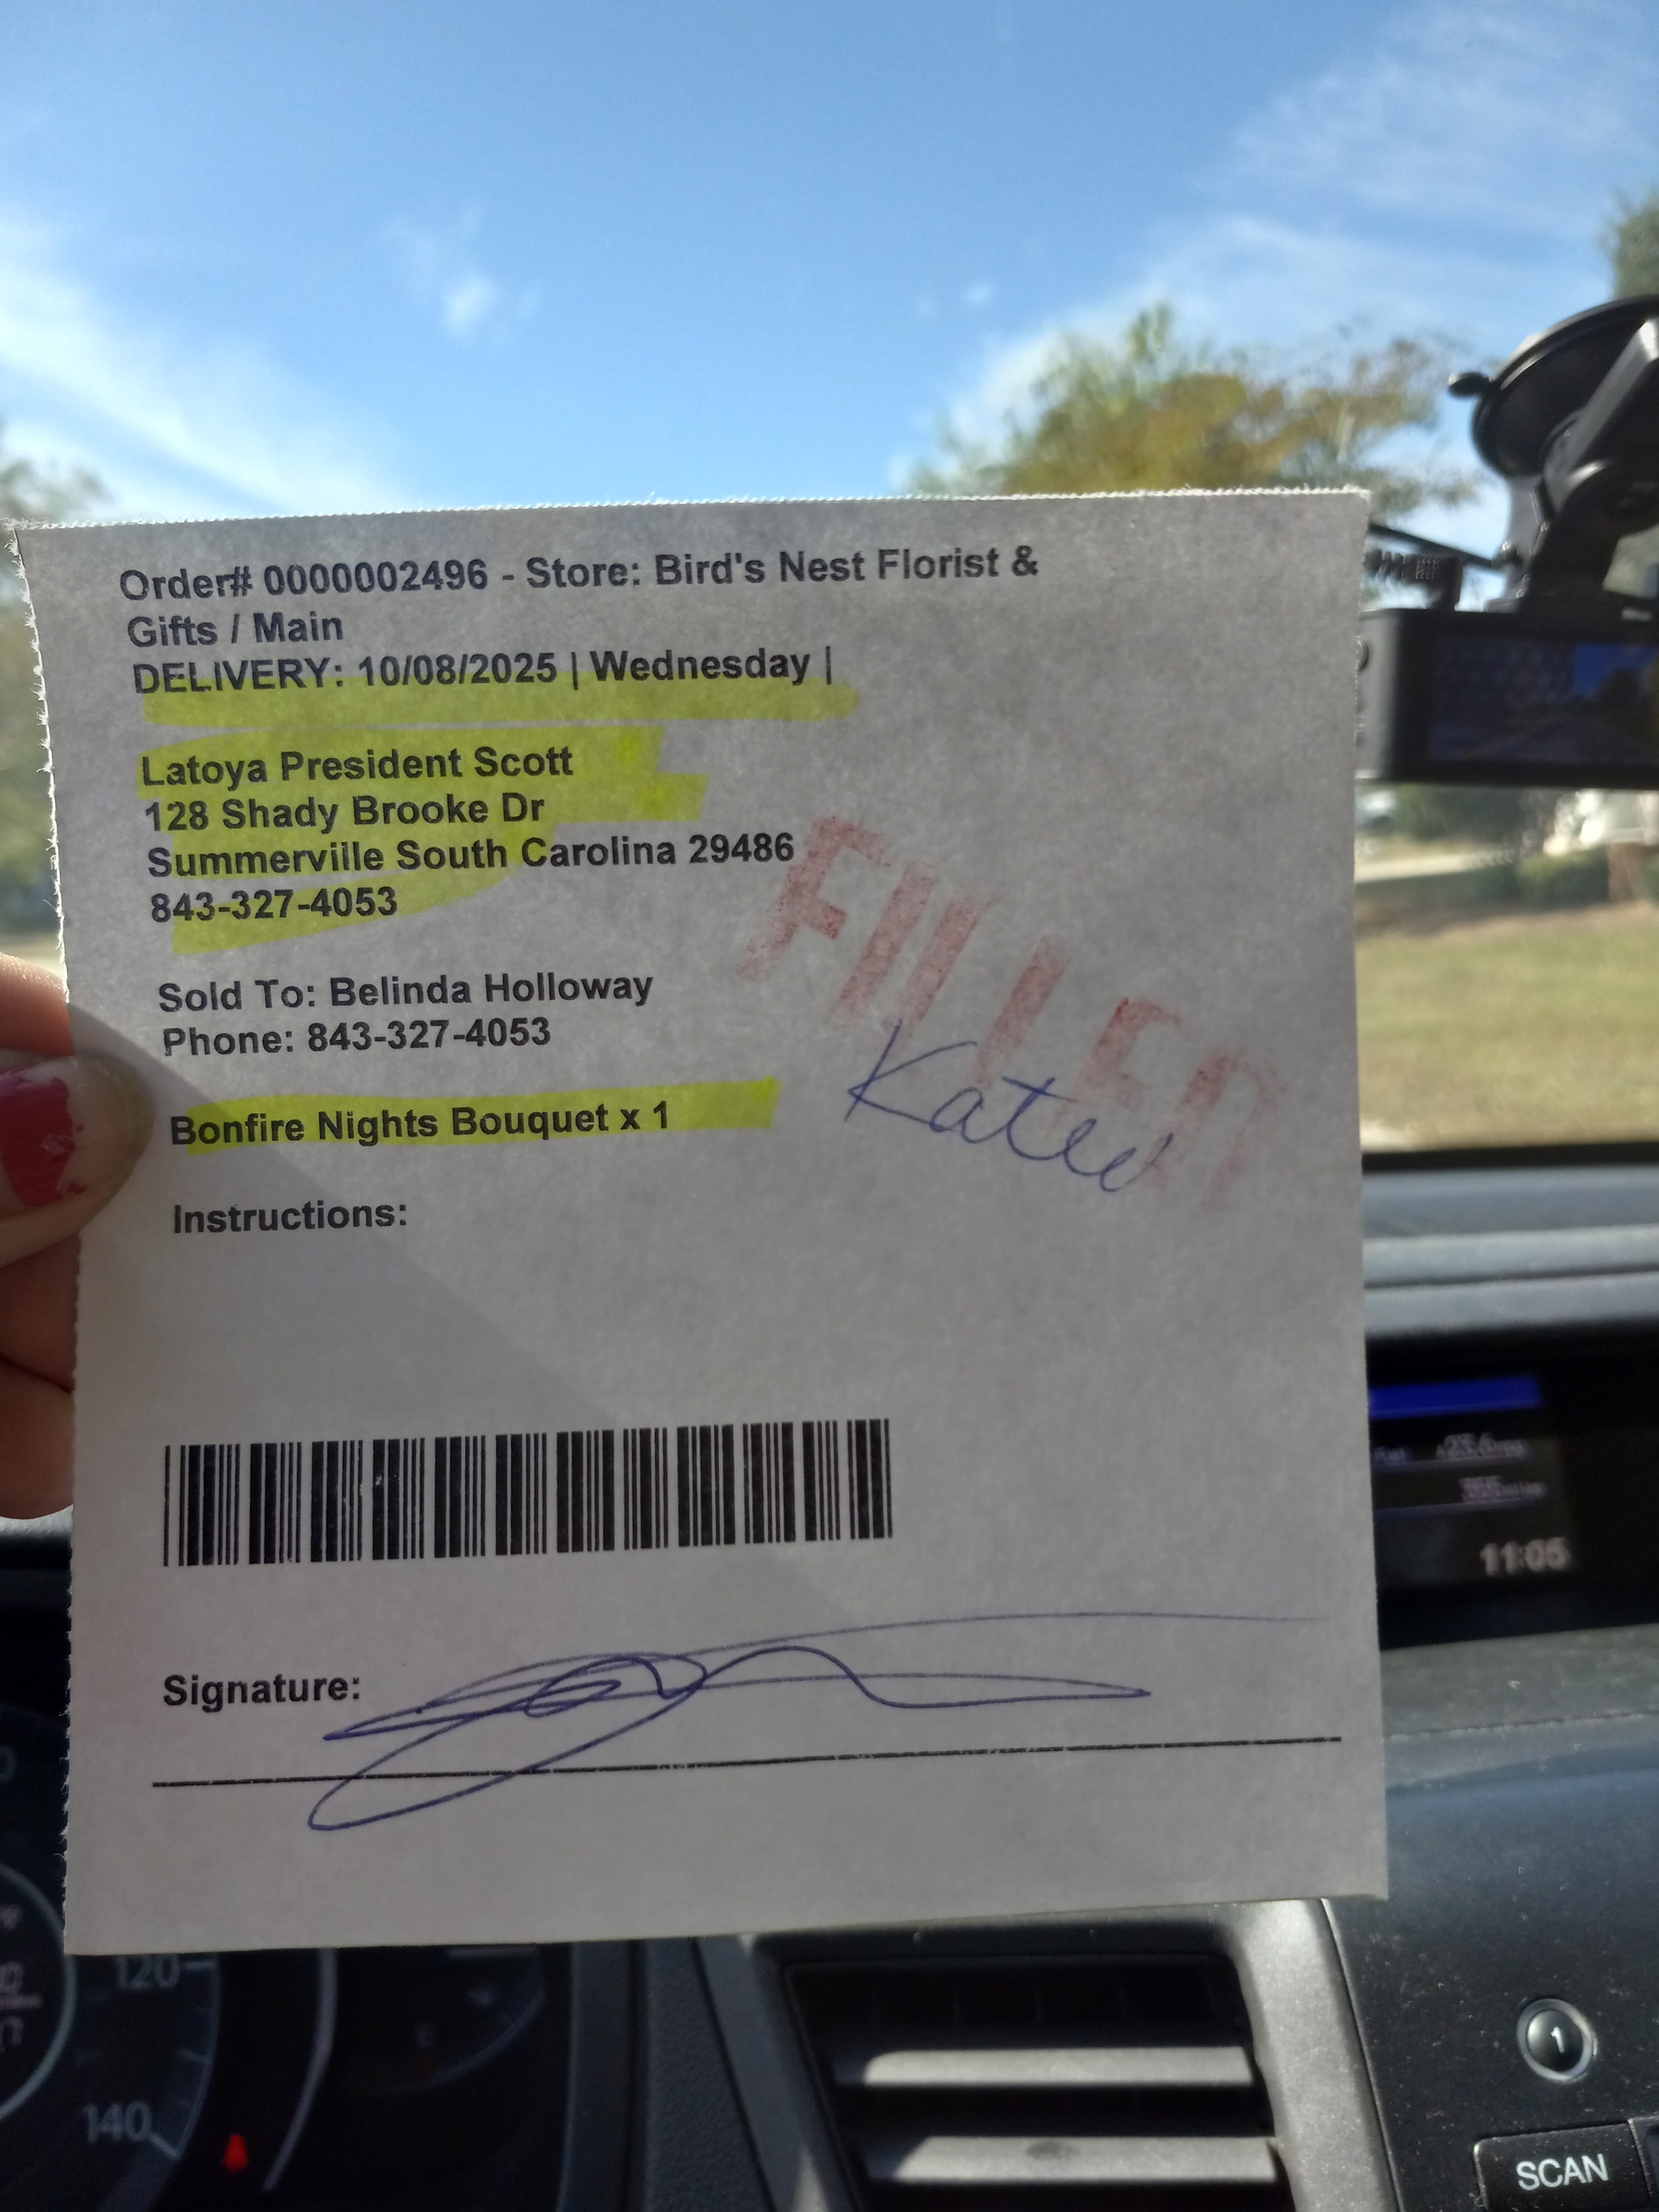 Order# 0000002496 - Store: Bird's Nest Florist &
Gifts / Main
DELIVERY: 10/08/2025 | Wednesday |
Latoya President Scott
128 Shady Brooke Dr
Summerville South Carolina 29486
843-327-4053
Sold To: Belinda Holloway
Phone: 843-327-4053
FILLED
Bonfire Nights Bouquet x 1
Instructions:
11:05
Signature:
120
140
1
SCAN